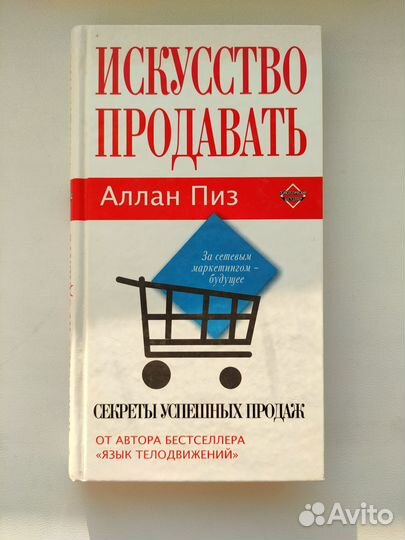 ИСКУССТВО
ПРОДАВАТЬ
Аллан Пиз
За сетевым
маркетингом –
будущее
СЕКРЕТЫ УСПЕШНЫХ ПРОДАЖ
ОТ АВТОРА БЕСТСЕЛЛЕРА
«ЯЗЫК ТЕЛОДВИЖЕНИЙ»
Avito